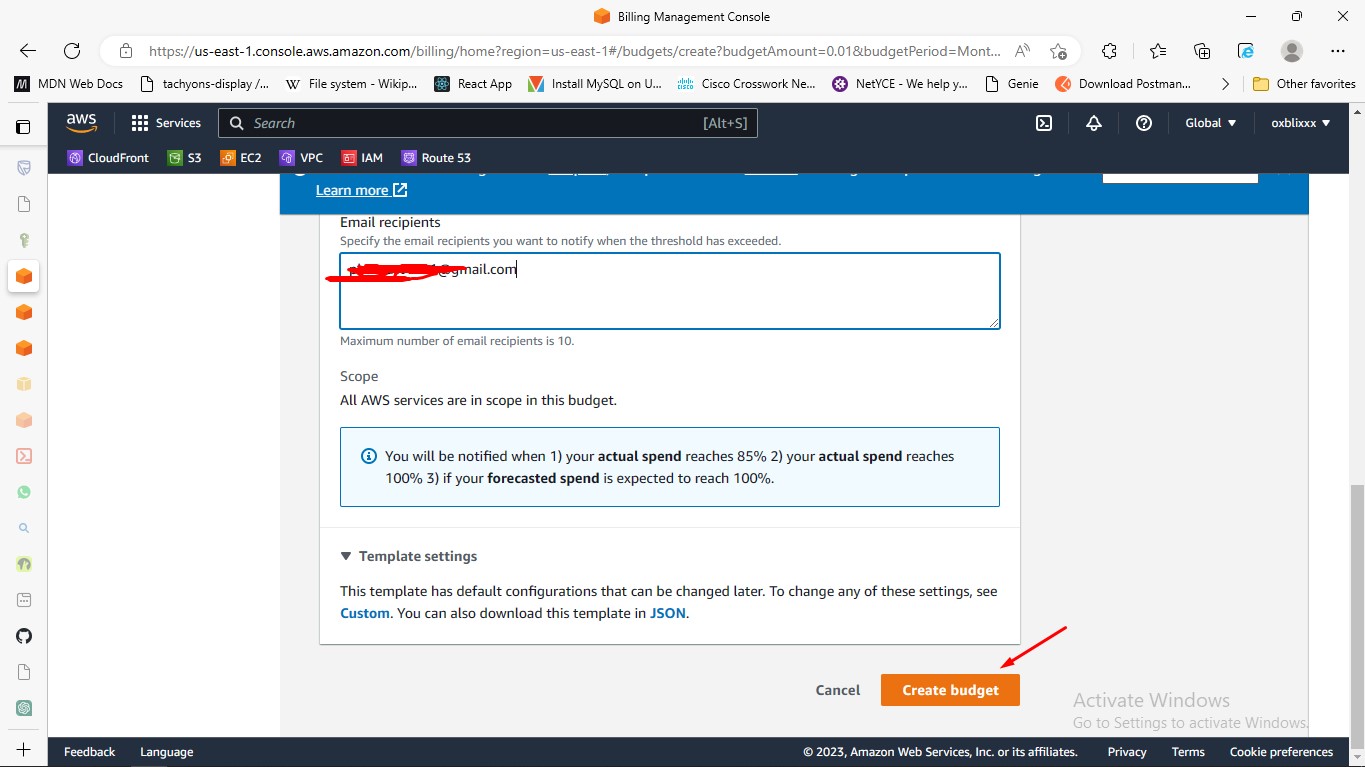 Billing Management Console
https://us-east-1.console.aws.amazon.com/billing/home?region=us-east-1#/budgets/create?budgetAmount=0.01&budgetPeriod=Mont...
MDN Web Docs tachyons-display /... File system - Wikip... React App Install MySQL on U... Cisco Crosswork Ne... NetYCE - We help y... Genie Download Postman... Other favorites
aws Services Search [Alt+S] Global oxblixxx
CloudFront S3 EC2 VPC IAM Route 53
Learn more
Email recipients
Specify the email recipients you want to notify when the threshold has exceeded.
@gmail.com
Maximum number of email recipients is 10.
Scope
All AWS services are in scope in this budget.
You will be notified when 1) your actual spend reaches 85% 2) your actual spend reaches
100% 3) if your forecasted spend is expected to reach 100%.
Template settings
This template has default configurations that can be changed later. To change any of these settings, see
Custom. You can also download this template in JSON.
Cancel Create budget
Activate Windows
Go to Settings to activate Windows.
Feedback Language © 2023, Amazon Web Services, Inc. or its affiliates. Privacy Terms Cookie preferences